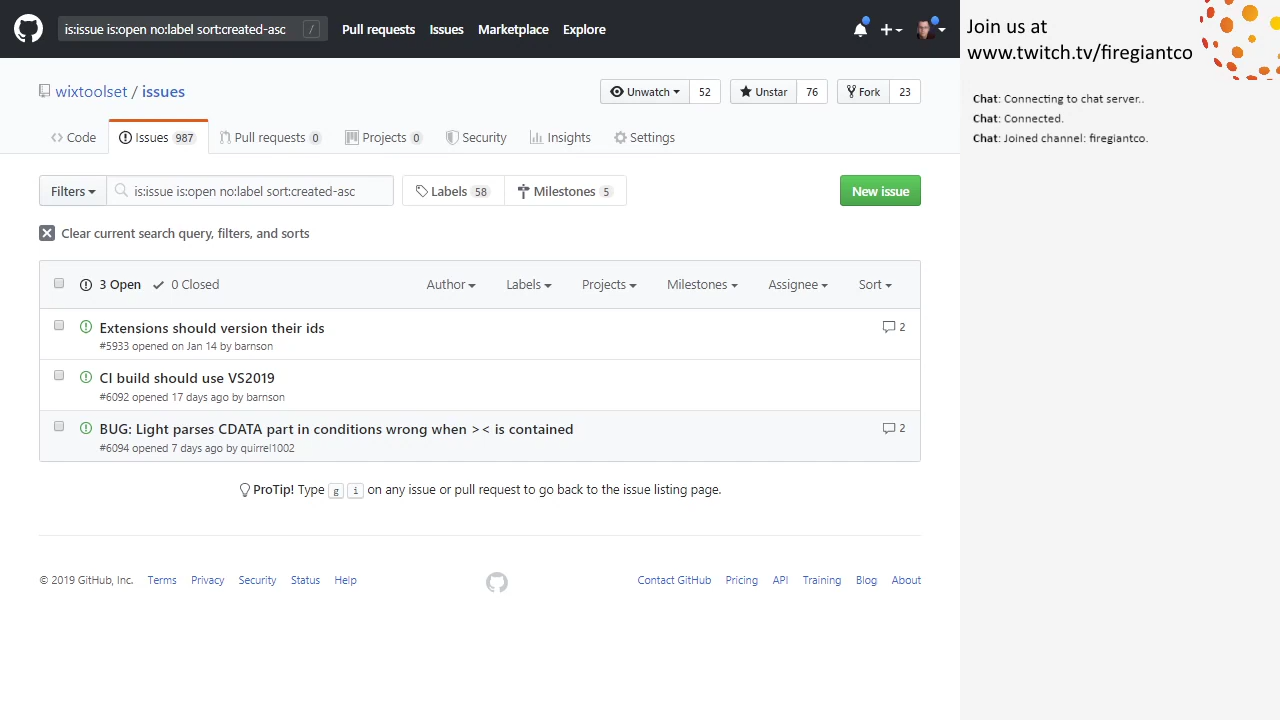 is:issue is:open no:label sort:created-asc /
Pull requests Issues Marketplace Explore
wixtoolset / issues
Unwatch 52 Unstar 76 Fork 23
Code Issues 987 Pull requests 0 Projects 0 Security Insights Settings
Filters is:issue is:open no:label sort:created-asc Labels 58 Milestones 5 New issue
Clear current search query, filters, and sorts
3 Open 0 Closed Author Labels Projects Milestones Assignee Sort
Extensions should version their ids 2
#5933 opened on Jan 14 by barnson
CI build should use VS2019
#6092 opened 17 days ago by barnson
BUG: Light parses CDATA part in conditions wrong when >< is contained 2
#6094 opened 7 days ago by quirrel1002
ProTip! Type g i on any issue or pull request to go back to the issue listing page.
© 2019 GitHub, Inc. Terms Privacy Security Status Help Contact GitHub Pricing API Training Blog About
Join us at
www.twitch.tv/firegiantco
Chat: Connecting to chat server..
Chat: Connected.
Chat: Joined channel: firegiantco.